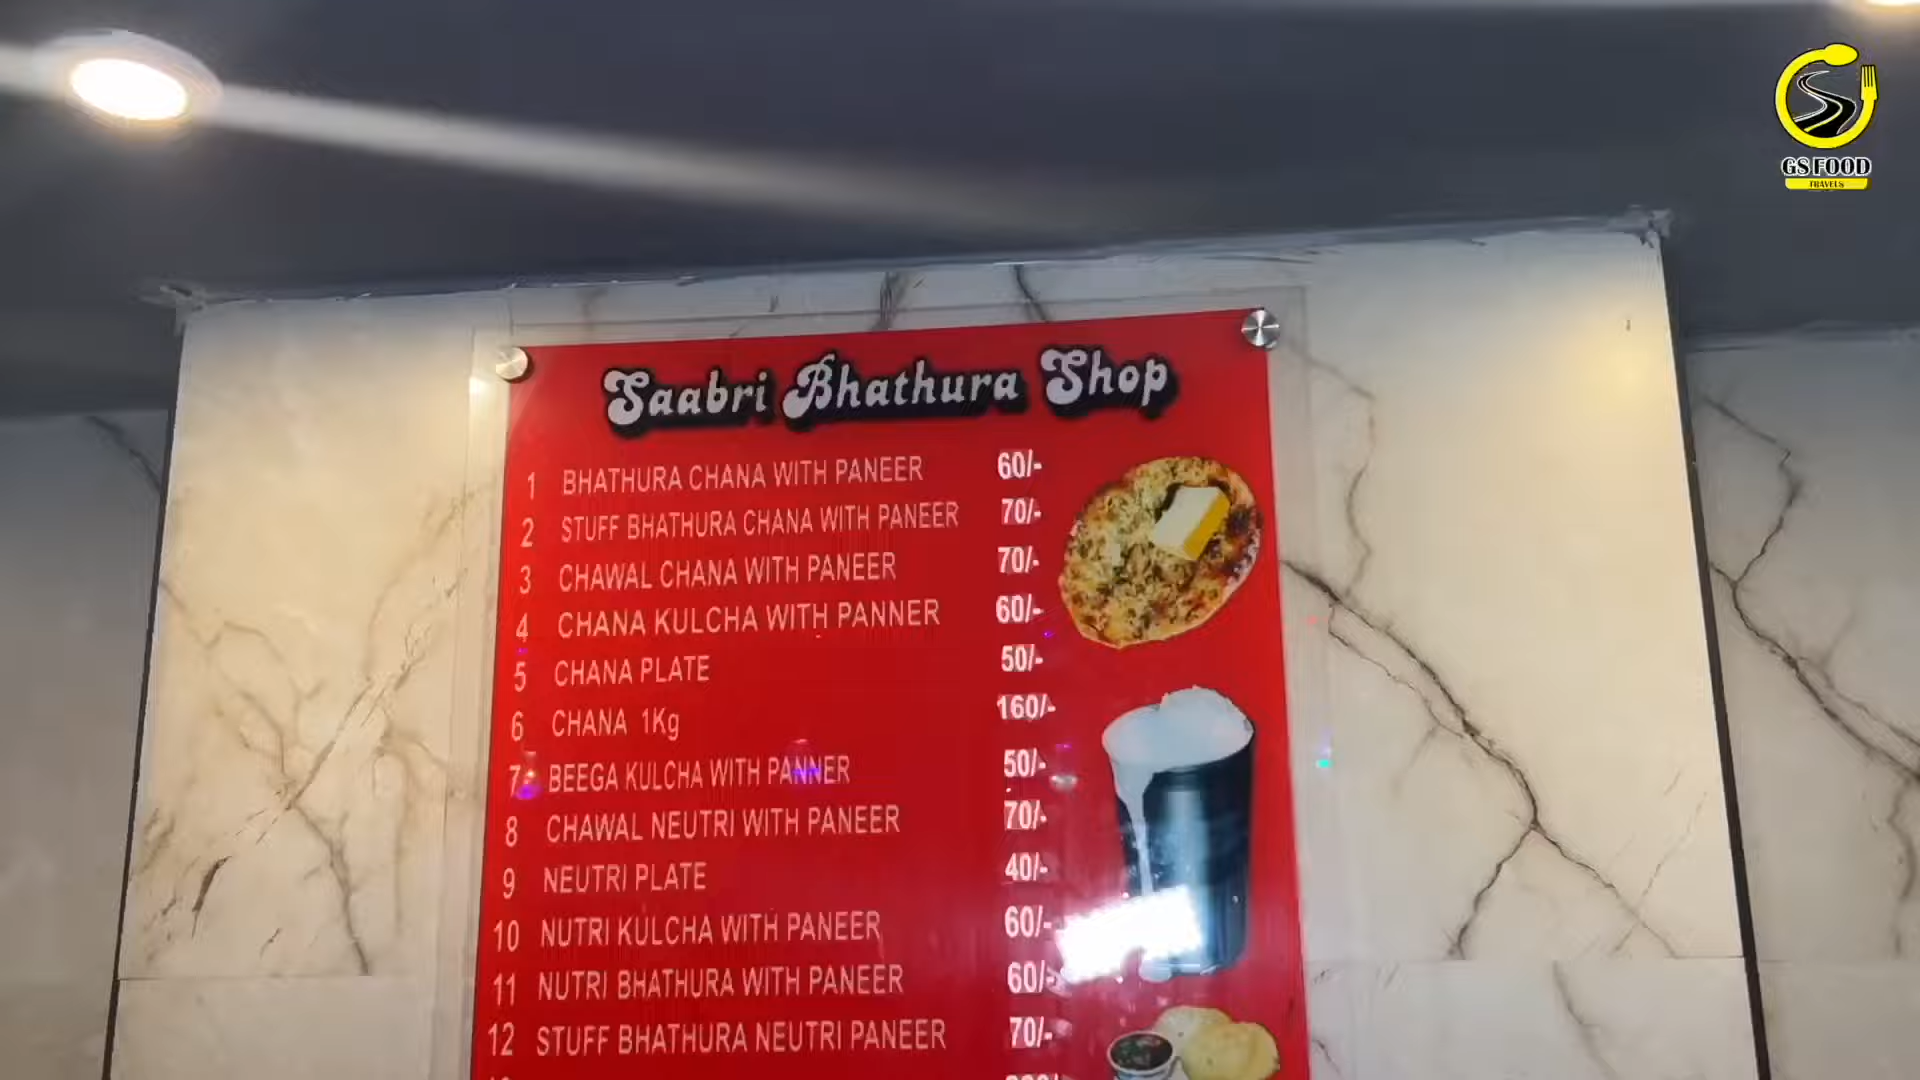 GS FOOD
TRAVELS
Saabri Bhathura Shop
1 BHATHURA CHANA WITH PANEER 60/-
2 STUFF BHATHURA CHANA WITH PANEER 70/-
3 CHAWAL CHANA WITH PANEER 70/-
4 CHANA KULCHA WITH PANNER 60/-
5 CHANA PLATE 50/-
6 CHANA 1Kg 160/-
7 BEEGA KULCHA WITH PANNER 50/-
8 CHAWAL NEUTRI WITH PANEER 70/-
9 NEUTRI PLATE 40/-
10 NUTRI KULCHA WITH PANEER 60/-
11 NUTRI BHATHURA WITH PANEER 60/-
12 STUFF BHATHURA NEUTRI PANEER 70/-